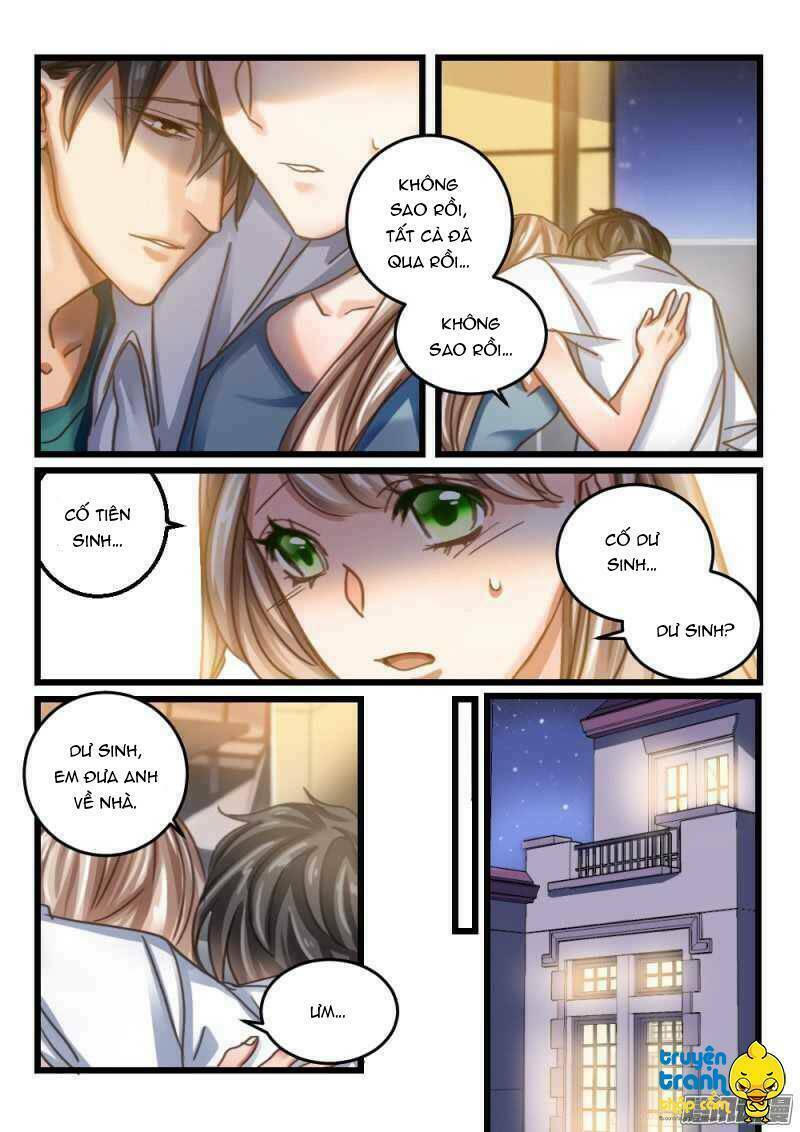 KHÔNG
SAO RỒI,
TẤT CẢ ĐÃ
QUA RỒI...
KHÔNG
SAO RỒI...
CỐ TIÊN
SINH...
CỐ DƯ
SINH...
DƯ SINH?
DƯ SINH,
EM ĐƯA ANH
VỀ NHÀ.
ƯM...
truyện
tranh